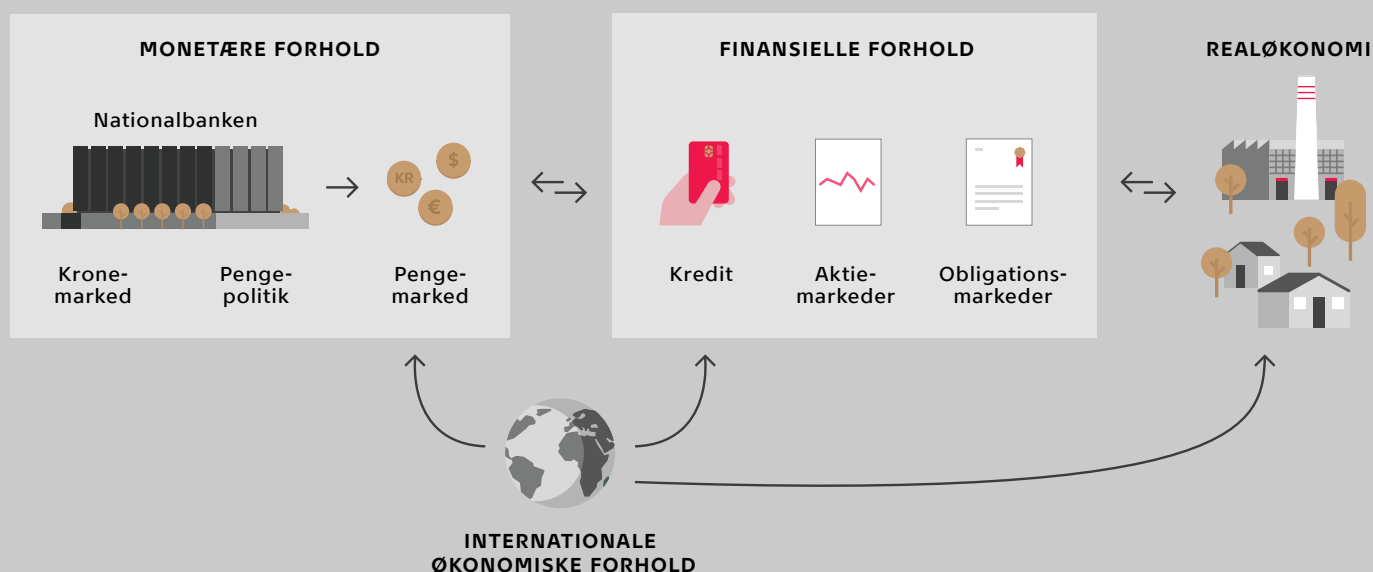 MONETÆRE FORHOLD
Nationalbanken
KR
$
€
Krone-
marked
Penge-
politik
Penge-
marked
FINANSIELLE FORHOLD
Kredit
Aktie-
markeder
Obligations-
markeder
REALØKONOMI
INTERNATIONALE
ØKONOMISKE FORHOLD